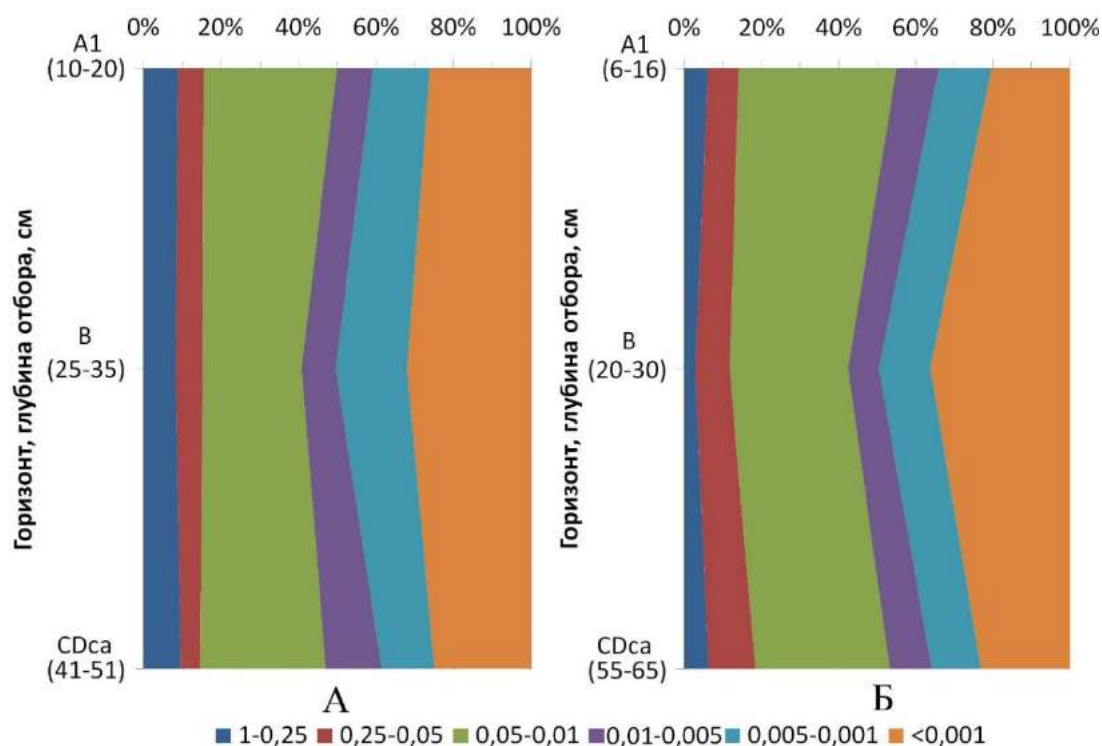 0% 20% 40% 60% 80% 100%
A1
(10-20)
B
(25-35)
CDca
(41-51)
Горизонт, глубина отбора, см
А
0% 20% 40% 60% 80% 100%
A1
(6-16)
B
(20-30)
CDca
(55-65)
Горизонт, глубина отбора, см
Б
1-0,25 0,25-0,05 0,05-0,01 0,01-0,005 0,005-0,001 <0,001